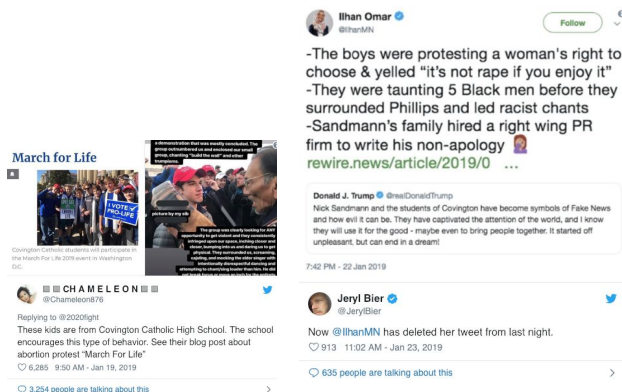 March for Life
I VOTE
PRO-LIFE
Covington Catholic students will participate in
the March For Life 2019 event in Washington
D.C.
a demonstration that was mostly concluded. The
group outnumbered us and enclosed our small
group, chanting "build the wall" and other
trumpisms.
picture by my sib
The group was clearly looking for ANY
opportunity to get violent and they consistently
infringed upon our space, inching closer and
closer, bumping into us and daring us to get
physical. They surrounded us, screaming,
and mocking the elder singer with
intentionally disrespectful dancing and
attempting to chant/sing louder than him. He did
CHAMELEON
@Chameleon876
Replying to @2020fight
These kids are from Covington Catholic High School. The school
encourages this type of behavior. See their blog post about
abortion protest “March For Life”
6,285 9:50 AM - Jan 19, 2019
3,254 people are talking about this
Ilhan Omar
@IlhanMN
Follow
-The boys were protesting a woman's right to
choose & yelled “it's not rape if you enjoy it”
-They were taunting 5 Black men before they
surrounded Phillips and led racist chants
-Sandmann's family hired a right wing PR
firm to write his non-apology 🤦🏽‍♀️
rewire.news/article/2019/0 ...
Donald J. Trump @realDonaldTrump
Nick Sandmann and the students of Covington have become symbols of Fake News
and how evil it can be. They have captivated the attention of the world, and I know
they will use it for the good - maybe even to bring people together. It started off
unpleasant, but can end in a dream!
7:42 PM - 22 Jan 2019
Jeryl Bier
@JerylBier
Now @IlhanMN has deleted her tweet from last night.
913 11:02 AM - Jan 23, 2019
635 people are talking about this